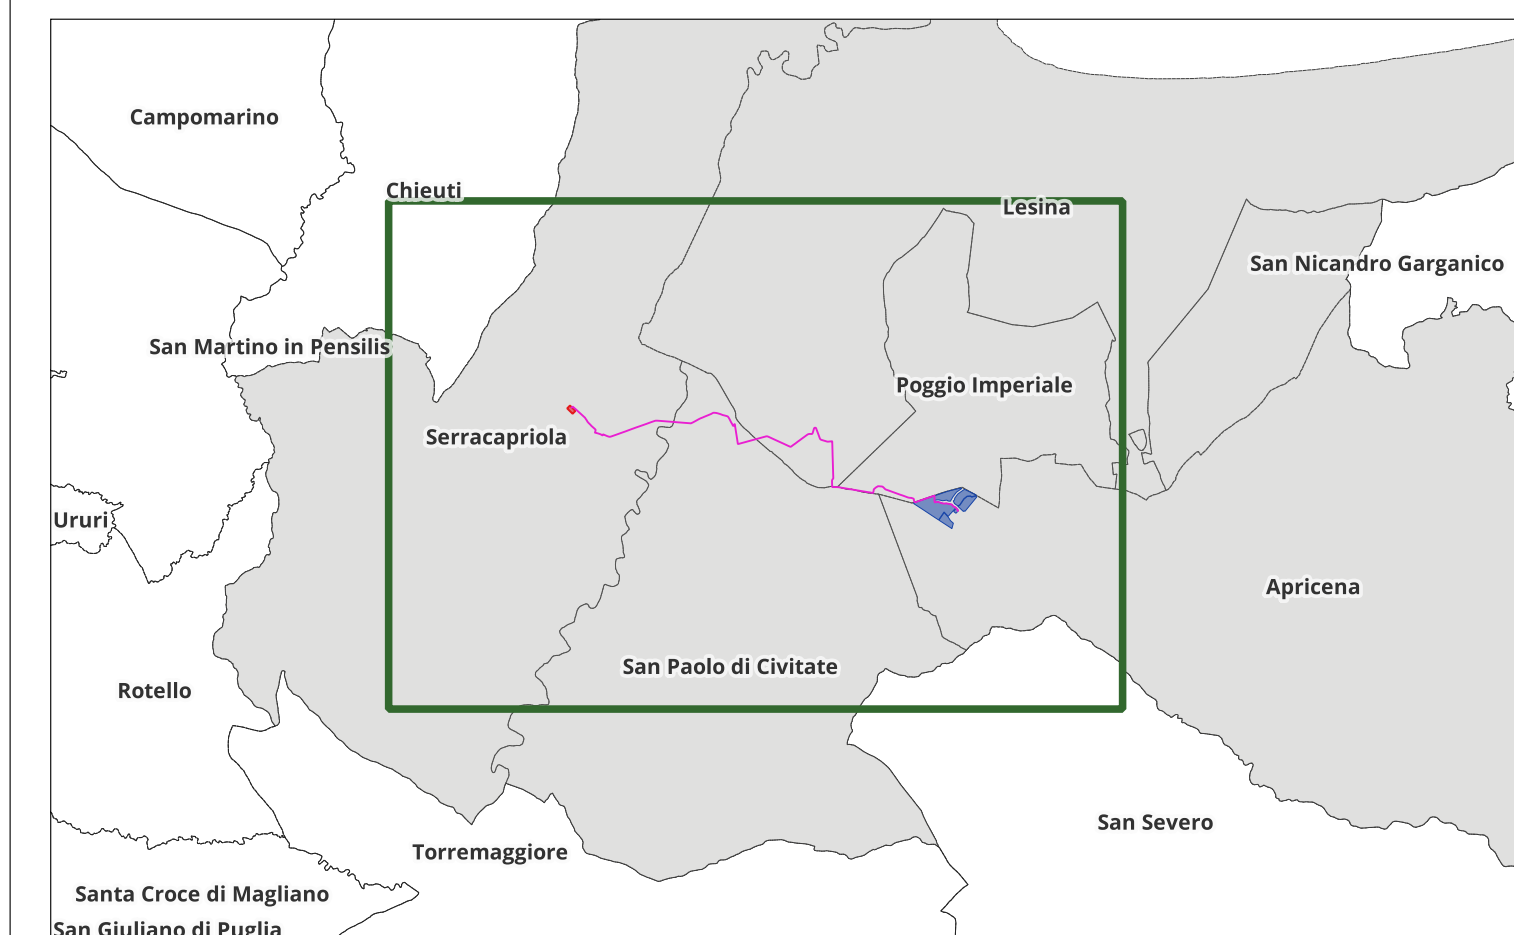 Campomarino
Chieuti
Lesina
San Nicandro Garganico
San Martino in Pensilis
Poggio Imperiale
Serracapriola
Ururi
Apricena
San Paolo di Civitate
Rotello
San Severo
Torremaggiore
Santa Croce di Magliano
San Giuliano di Puglia